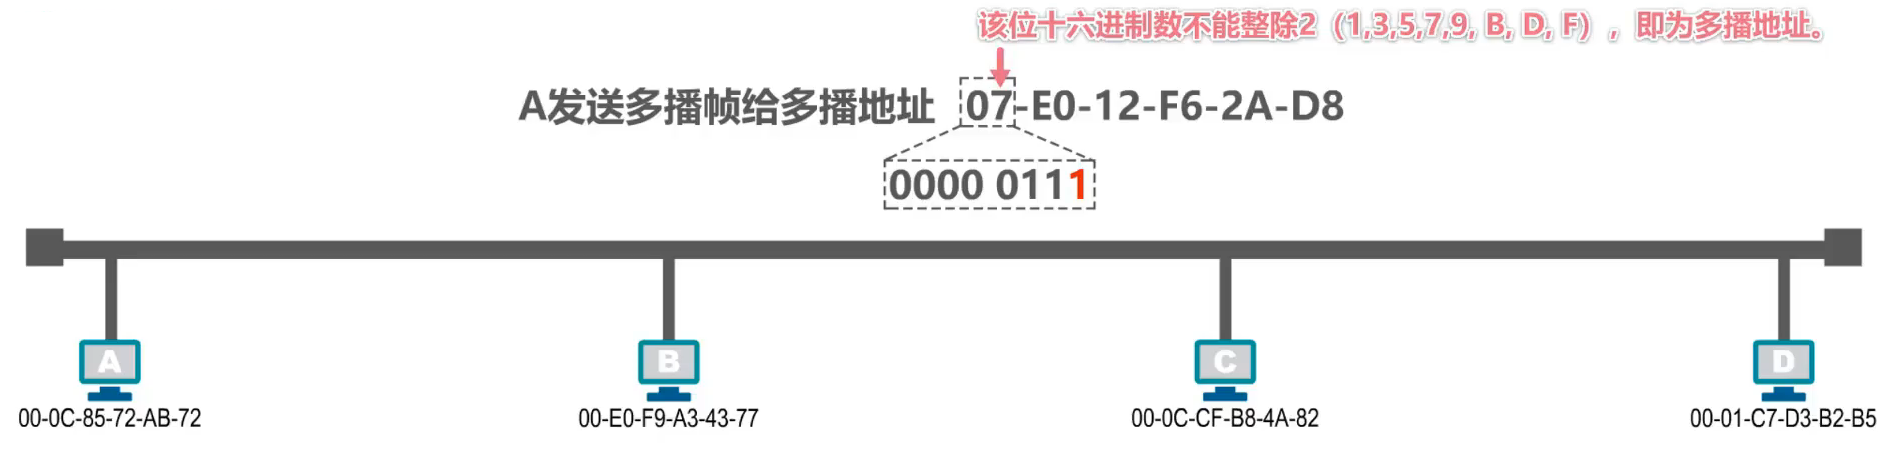 该位十六进制数不能整除2（1,3,5,7,9, B, D, F），即为多播地址。
A发送多播帧给多播地址 07-E0-12-F6-2A-D8
0000 0111
A
B
C
D
00-0C-85-72-AB-72
00-E0-F9-A3-43-77
00-0C-CF-B8-4A-82
00-01-C7-D3-B2-B5